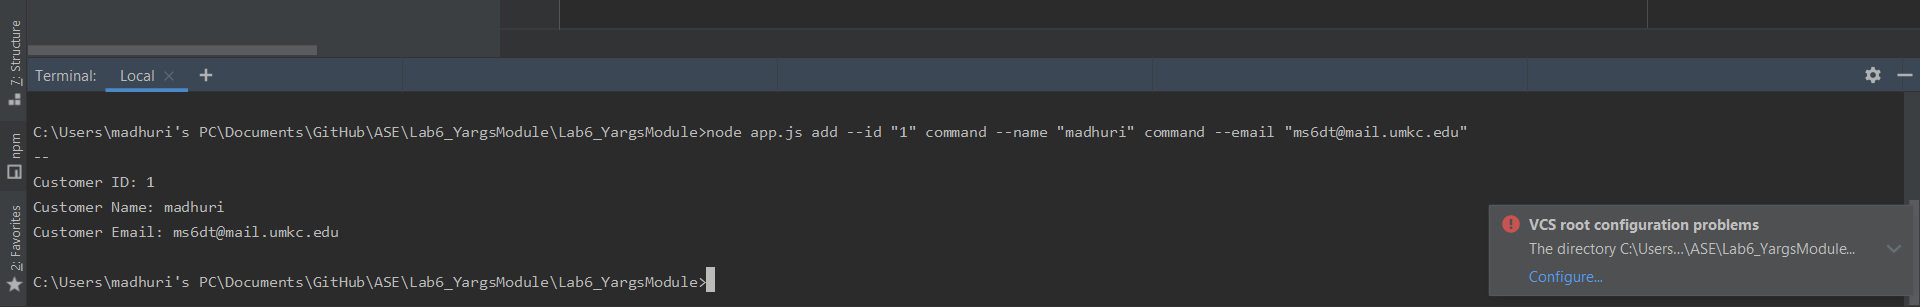 7: Structure
npm
2: Favorites
Terminal: Local × +
C:\Users\madhuri's PC\Documents\GitHub\ASE\Lab6_YargsModule\Lab6_YargsModule>node app.js add --id "1" command --name "madhuri" command --email "ms6dt@mail.umkc.edu"
--
Customer ID: 1
Customer Name: madhuri
Customer Email: ms6dt@mail.umkc.edu
C:\Users\madhuri's PC\Documents\GitHub\ASE\Lab6_YargsModule\Lab6_YargsModule>
VCS root configuration problems
The directory C:\Users...\ASE\Lab6_YargsModule...
Configure...